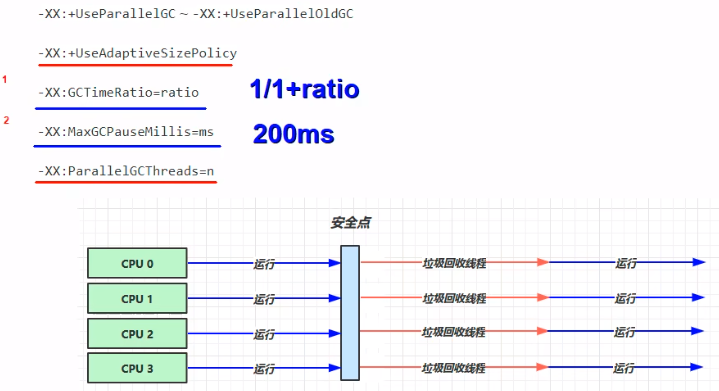 -XX:+UseParallelGC ~ -XX:+UseParallelOldGC
-XX:+UseAdaptiveSizePolicy
1
-XX:GCTimeRatio=ratio 1/1+ratio
2
-XX:MaxGCPauseMillis=ms 200ms
-XX:ParallelGCThreads=n
安全点
CPU 0 运行 垃圾回收线程 运行
CPU 1 运行 垃圾回收线程 运行
CPU 2 运行 垃圾回收线程 运行
CPU 3 运行 垃圾回收线程 运行